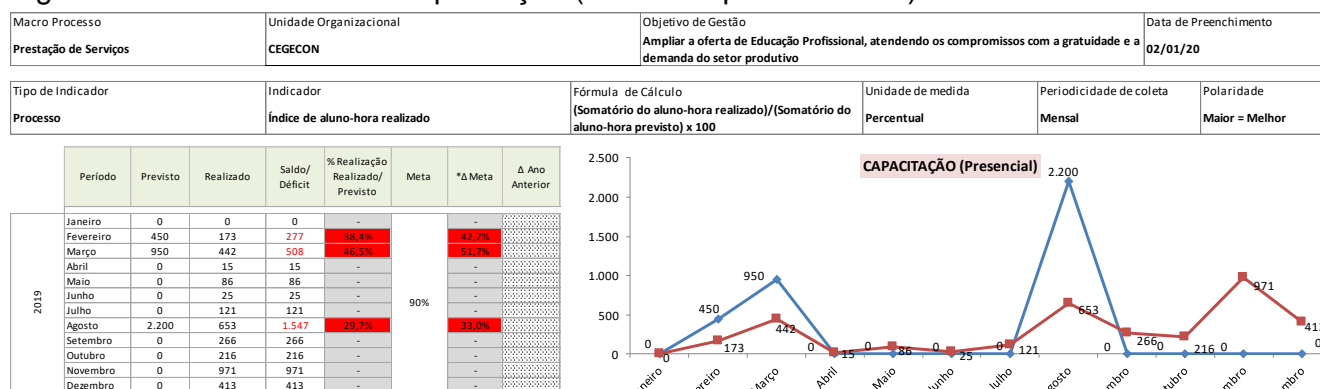 Macro Processo Unidade Organizacional Objetivo de Gestão Data de Preenchimento
Prestação de Serviços CEGECON Ampliar a oferta de Educação Profissional, atendendo os compromissos com a gratuidade e a demanda do setor produtivo 02/01/20
Tipo de Indicador Indicador Fórmula de Cálculo Unidade de medida Periodicidade de coleta Polaridade
Processo Índice de aluno-hora realizado (Somatório do aluno-hora realizado)/(Somatório do aluno-hora previsto) x 100 Percentual Mensal Maior = Melhor
Período Previsto Realizado Saldo/ Déficit % Realização Realizado/ Previsto Meta *Δ Meta Δ Ano Anterior
2019
90%
Janeiro 0 0 0 - -
Fevereiro 450 173 277 38,4% 42,7%
Março 950 442 508 46,5% 51,7%
Abril 0 15 15 - -
Maio 0 86 86 - -
Junho 0 25 25 - -
Julho 0 121 121 - -
Agosto 2.200 653 1.547 29,7% 33,0%
Setembro 0 266 266 - -
Outubro 0 216 216 - -
Novembro 0 971 971 - -
Dezembro 0 413 413 - -
CAPACITAÇÃO (Presencial)
2.500
2.000
1.500
1.000
500
0
0 450 950 0 0 0 0 2.200 0 0 0 0
0 173 442 15 86 25 121 653 266 216 971
Março Abril Maio